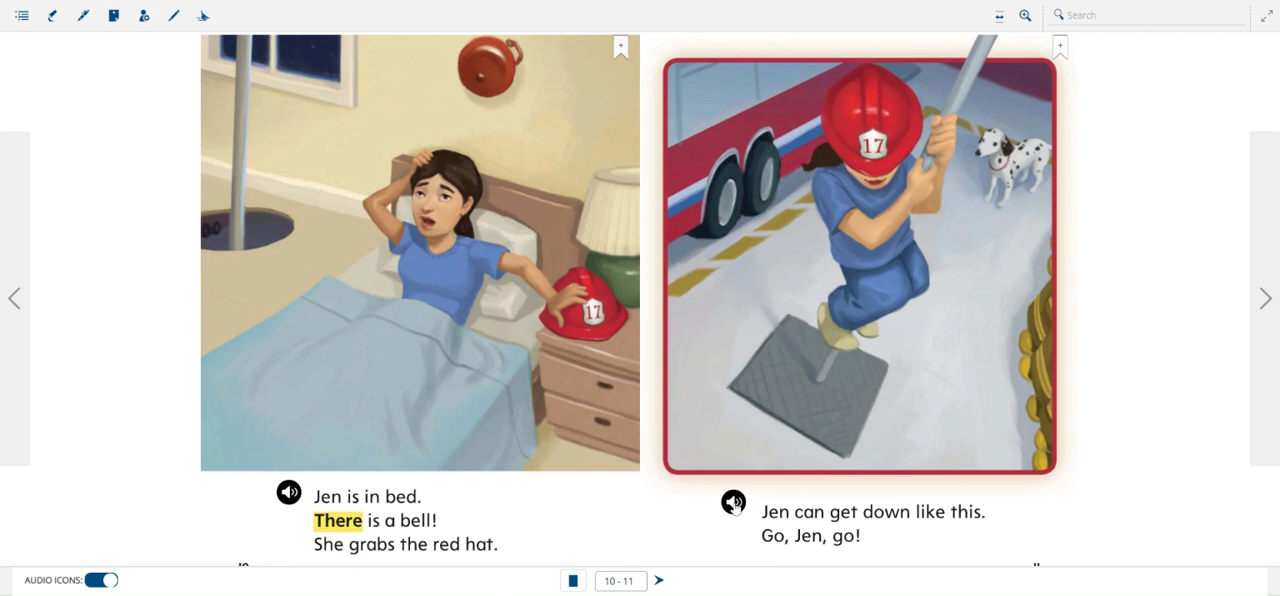 Search
17
17
Jen is in bed.
There is a bell!
She grabs the red hat.
Jen can get down like this.
Go, Jen, go!
AUDIO ICONS:
10 - 11